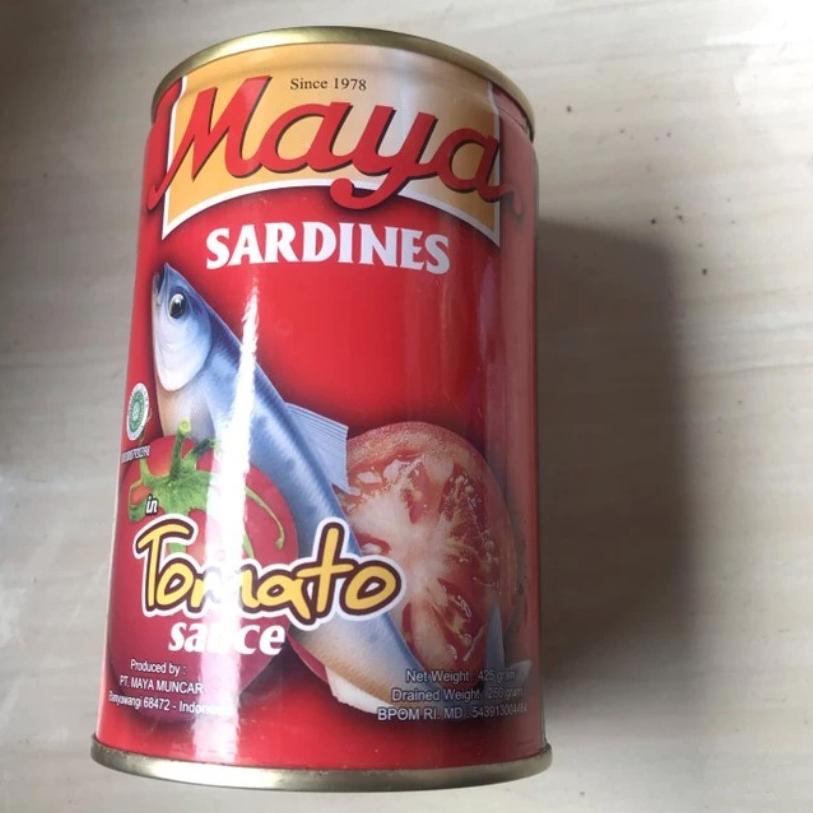 Since 1978
Maya
SARDINES
in
Tomato
sauce
Produced by :
PT. MAYA MUNCAR
Banyuwangi 68472 - Indonesia
Net Weight : 425 gram
Drained Weight : 250 gram
BPOM RI. MD.